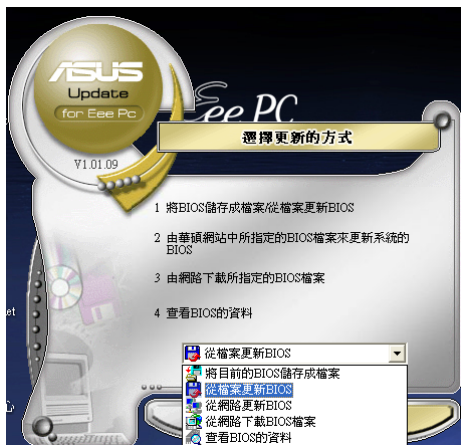 ASUS
Update
for Eee Pc
Eee PC
選擇更新的方式
V1.01.09
1 將BIOS儲存成檔案/從檔案更新BIOS
2 由華碩網站中所指定的BIOS檔案來更新系統的
BIOS
3 由網路下載所指定的BIOS檔案
4 查看BIOS的資料
et
從檔案更新BIOS
將目前的BIOS儲存成檔案
從檔案更新BIOS
從網路更新BIOS
從網路下載BIOS檔案
查看BIOS的資料